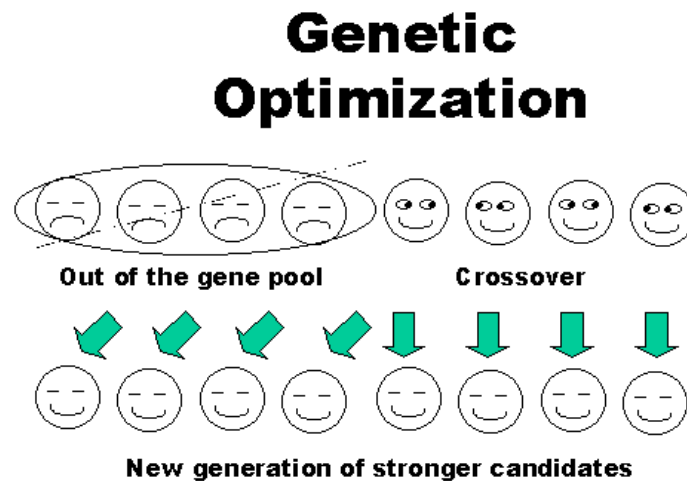 Genetic
Optimization
Out of the gene pool
Crossover
New generation of stronger candidates